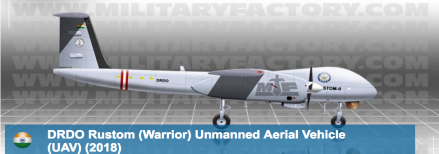 WWW.MILITARYFACTORY.COM
DRDO
STOM-II
DRDO Rustom (Warrior) Unmanned Aerial Vehicle
(UAV) (2018)